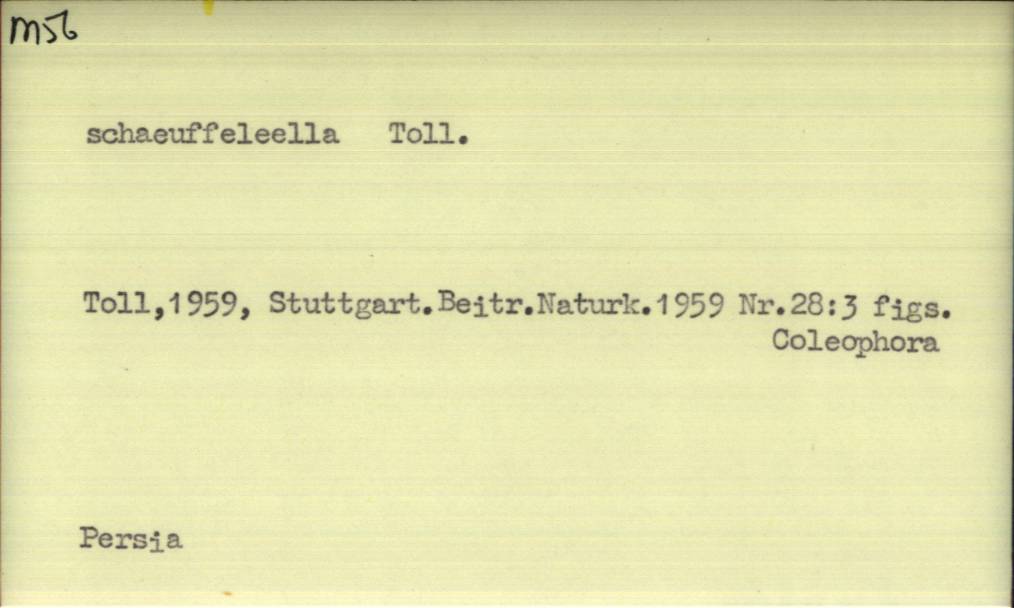 M56
schaeuffeleella Toll.
Toll,1959, Stuttgart.Beitr.Naturk.1959 Nr.28:3 figs.
Coleophora
Persia